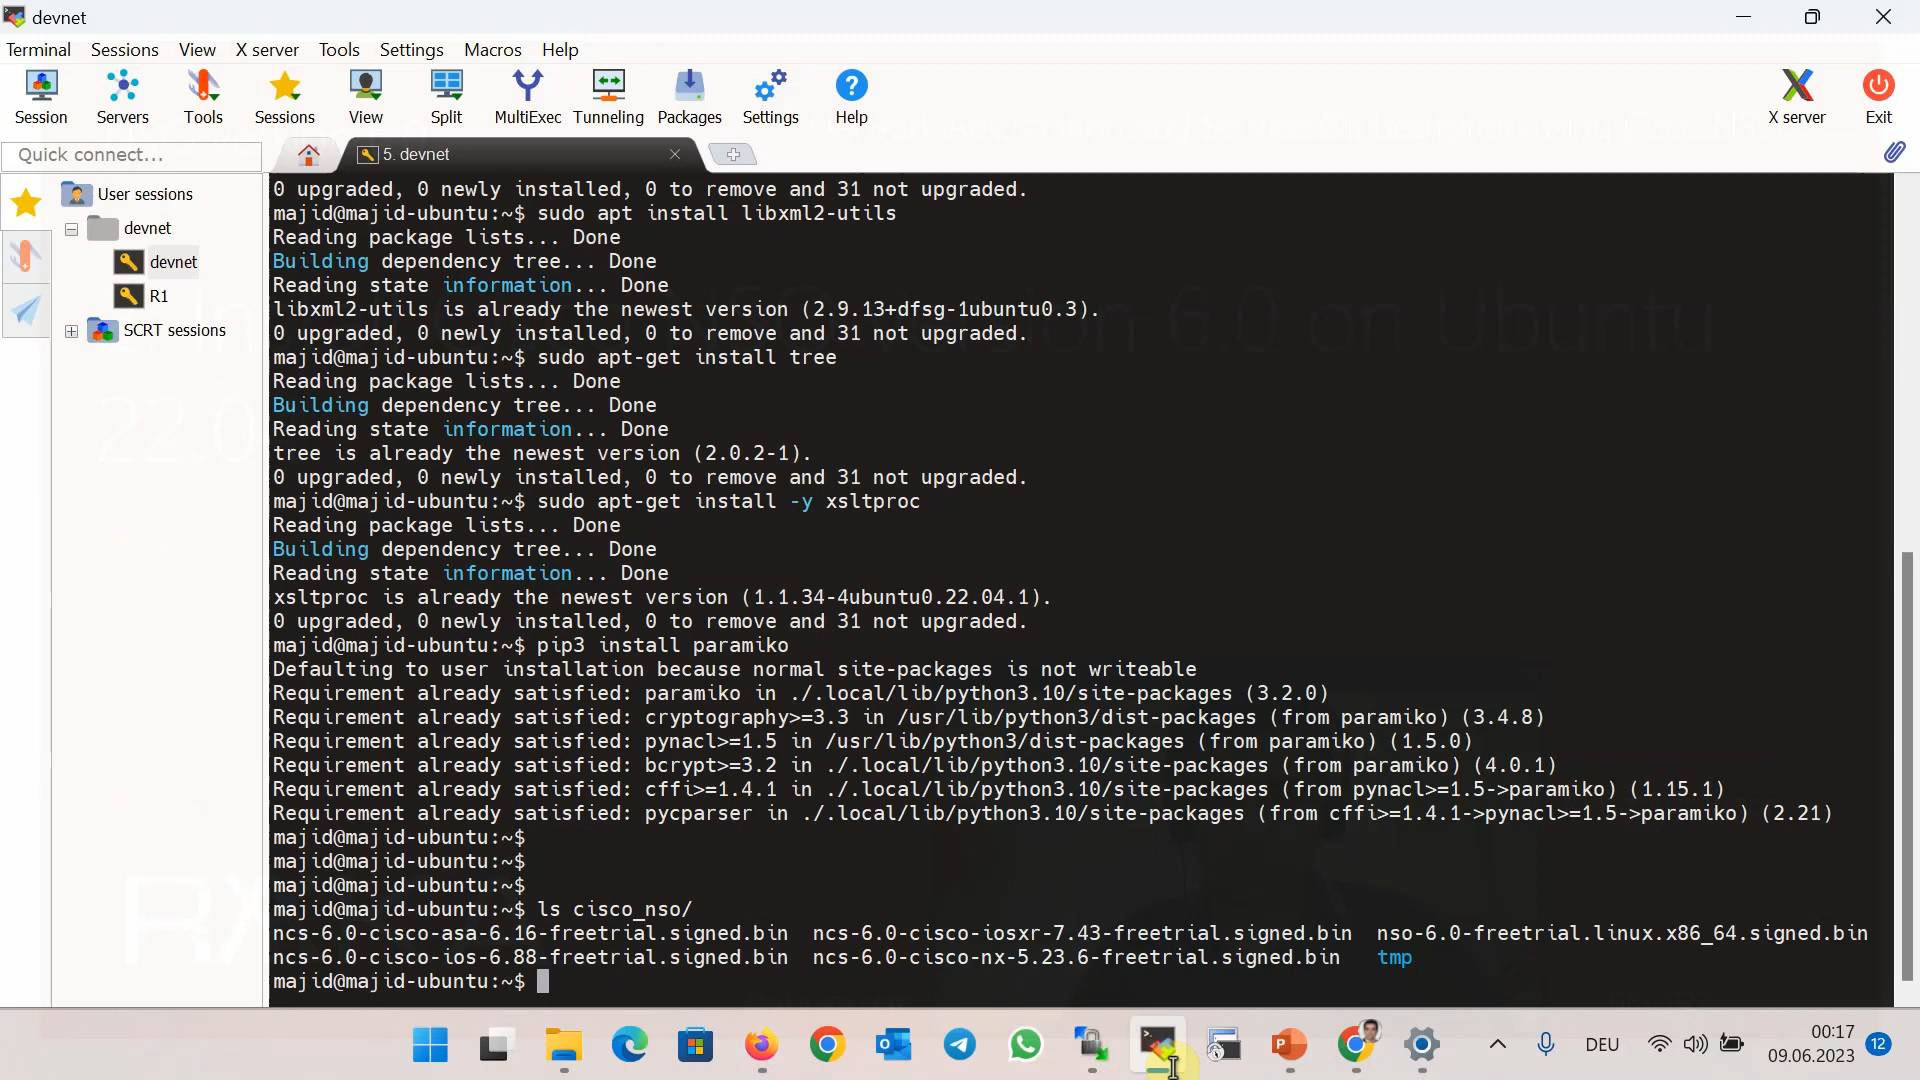 devnet
Terminal Sessions View X server Tools Settings Macros Help
Session Servers Tools Sessions View Split MultiExec Tunneling Packages Settings Help X server Exit
Quick connect...
5. devnet
User sessions
devnet
devnet
R1
SCRT sessions
0 upgraded, 0 newly installed, 0 to remove and 31 not upgraded.
majid@majid-ubuntu:~$ sudo apt install libxml2-utils
Reading package lists... Done
Building dependency tree... Done
Reading state information... Done
libxml2-utils is already the newest version (2.9.13+dfsg-1ubuntu0.3).
0 upgraded, 0 newly installed, 0 to remove and 31 not upgraded.
majid@majid-ubuntu:~$ sudo apt-get install tree
Reading package lists... Done
Building dependency tree... Done
Reading state information... Done
tree is already the newest version (2.0.2-1).
0 upgraded, 0 newly installed, 0 to remove and 31 not upgraded.
majid@majid-ubuntu:~$ sudo apt-get install -y xsltproc
Reading package lists... Done
Building dependency tree... Done
Reading state information... Done
xsltproc is already the newest version (1.1.34-4ubuntu0.22.04.1).
0 upgraded, 0 newly installed, 0 to remove and 31 not upgraded.
majid@majid-ubuntu:~$ pip3 install paramiko
Defaulting to user installation because normal site-packages is not writeable
Requirement already satisfied: paramiko in ./.local/lib/python3.10/site-packages (3.2.0)
Requirement already satisfied: cryptography>=3.3 in /usr/lib/python3/dist-packages (from paramiko) (3.4.8)
Requirement already satisfied: pynacl>=1.5 in /usr/lib/python3/dist-packages (from paramiko) (1.5.0)
Requirement already satisfied: bcrypt>=3.2 in ./.local/lib/python3.10/site-packages (from paramiko) (4.0.1)
Requirement already satisfied: cffi>=1.4.1 in ./.local/lib/python3.10/site-packages (from pynacl>=1.5->paramiko) (1.15.1)
Requirement already satisfied: pycparser in ./.local/lib/python3.10/site-packages (from cffi>=1.4.1->pynacl>=1.5->paramiko) (2.21)
majid@majid-ubuntu:~$
majid@majid-ubuntu:~$
majid@majid-ubuntu:~$
majid@majid-ubuntu:~$ ls cisco_nso/
ncs-6.0-cisco-asa-6.16-freetrial.signed.bin ncs-6.0-cisco-iosxr-7.43-freetrial.signed.bin nso-6.0-freetrial.linux.x86_64.signed.bin
ncs-6.0-cisco-ios-6.88-freetrial.signed.bin ncs-6.0-cisco-nx-5.23.6-freetrial.signed.bin tmp
majid@majid-ubuntu:~$
DEU
00:17
09.06.2023
12